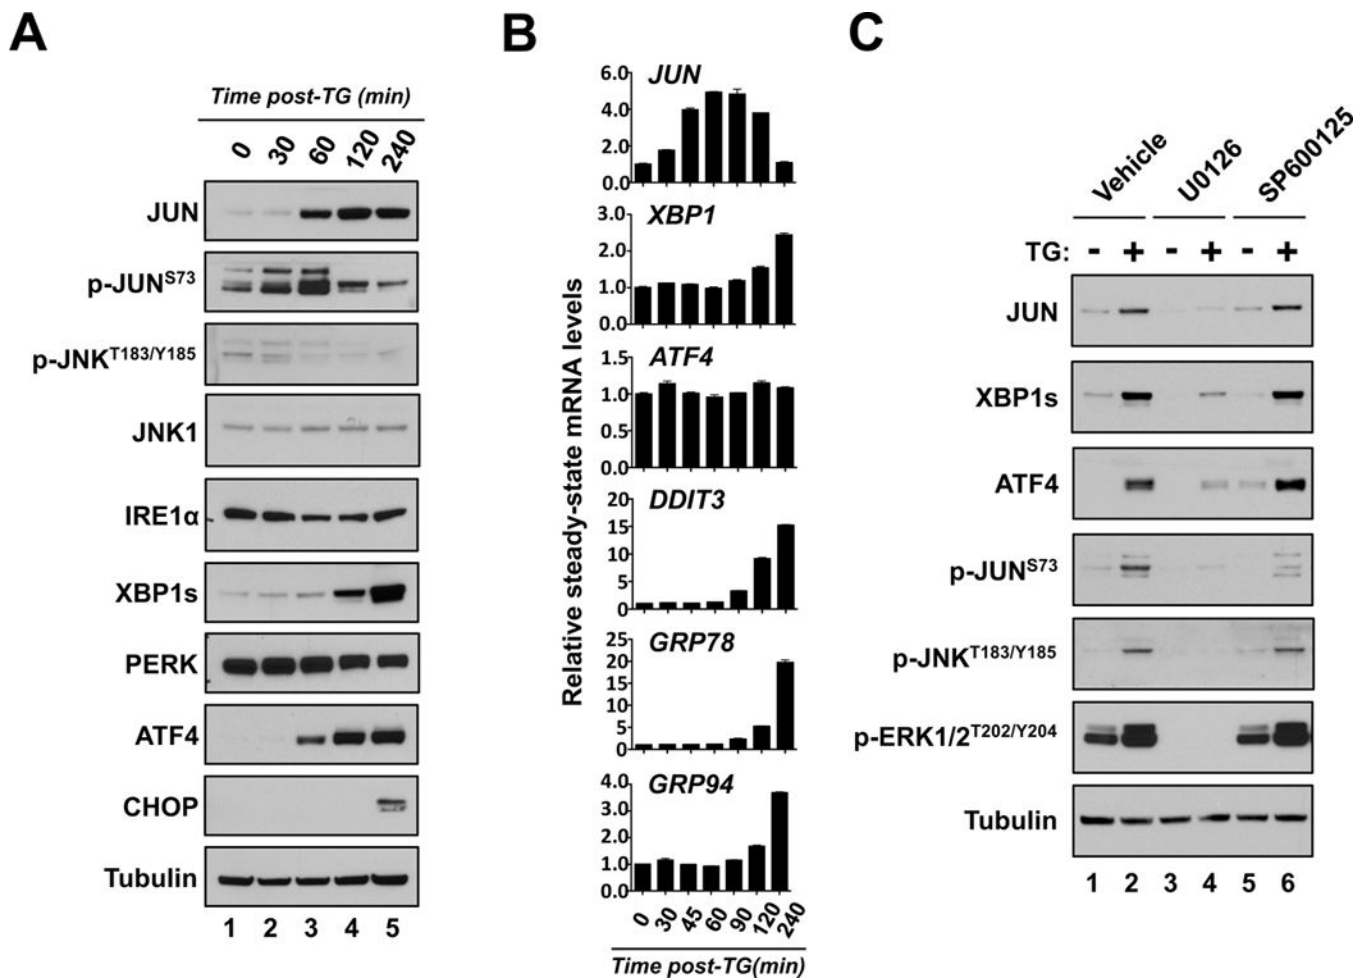 A
Time post-TG (min)
0 30 60 120 240
JUN
p-JUN^S73
p-JNK^T183/Y185
JNK1
IRE1α
XBP1s
PERK
ATF4
CHOP
Tubulin
1 2 3 4 5
B
Relative steady-state mRNA levels
JUN
6.0
4.0
2.0
0.0
XBP1
3.0
2.0
1.0
0.0
ATF4
1.5
1.0
0.5
0.0
DDIT3
20
15
10
5
0
GRP78
25
20
15
10
5
0
GRP94
4.0
3.0
2.0
1.0
0.0
0 30 45 60 90 120 240
Time post-TG(min)
C
Vehicle U0126 SP600125
TG: - + - + - +
JUN
XBP1s
ATF4
p-JUN^S73
p-JNK^T183/Y185
p-ERK1/2^T202/Y204
Tubulin
1 2 3 4 5 6